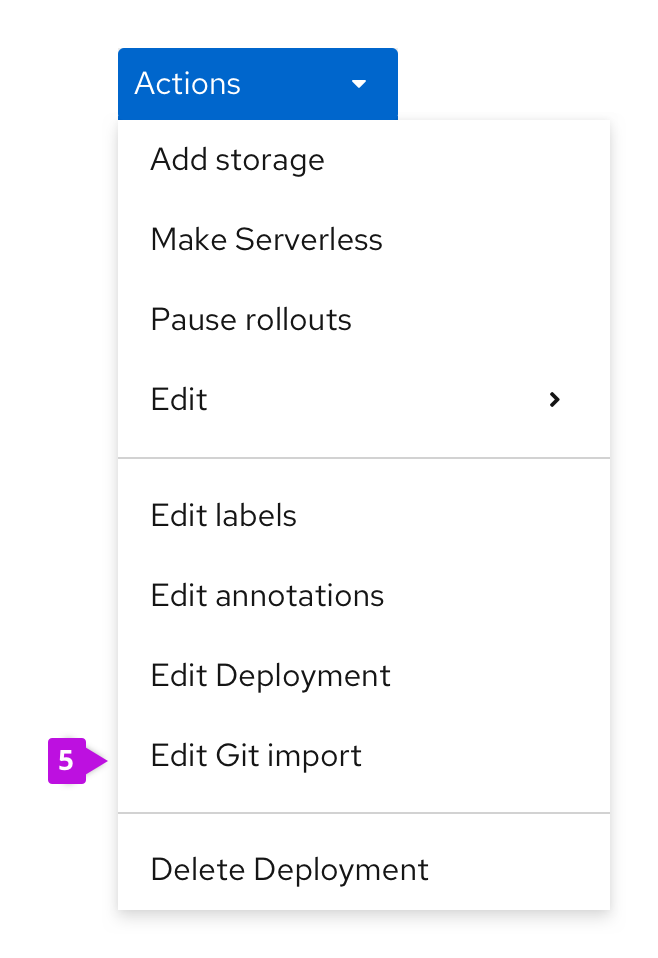 Actions
Add storage
Make Serverless
Pause rollouts
Edit
Edit labels
Edit annotations
Edit Deployment
5 Edit Git import
Delete Deployment